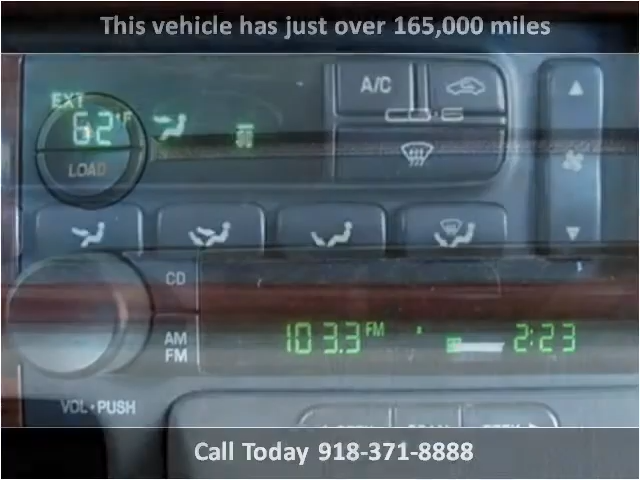 This vehicle has just over 165,000 miles
EXT
62°F
A/C
LOAD
CD
AM
FM
103.3 FM 2:23
VOL•PUSH
SEEK
Call Today 918-371-8888